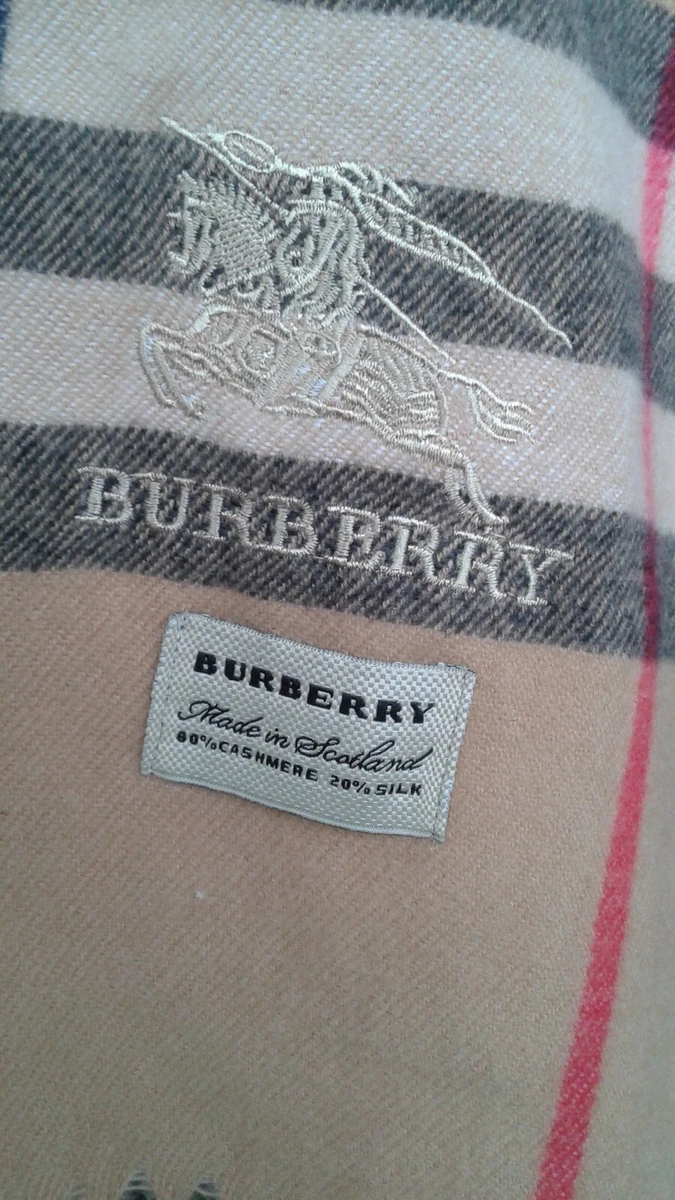 BURBERRY
BURBERRY
Made in Scotland
80% CASHMERE 20% SILK